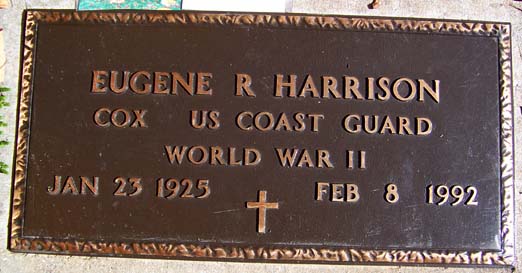 EUGENE R HARRISON
COX US COAST GUARD
WORLD WAR II
JAN 23 1925 FEB 8 1992